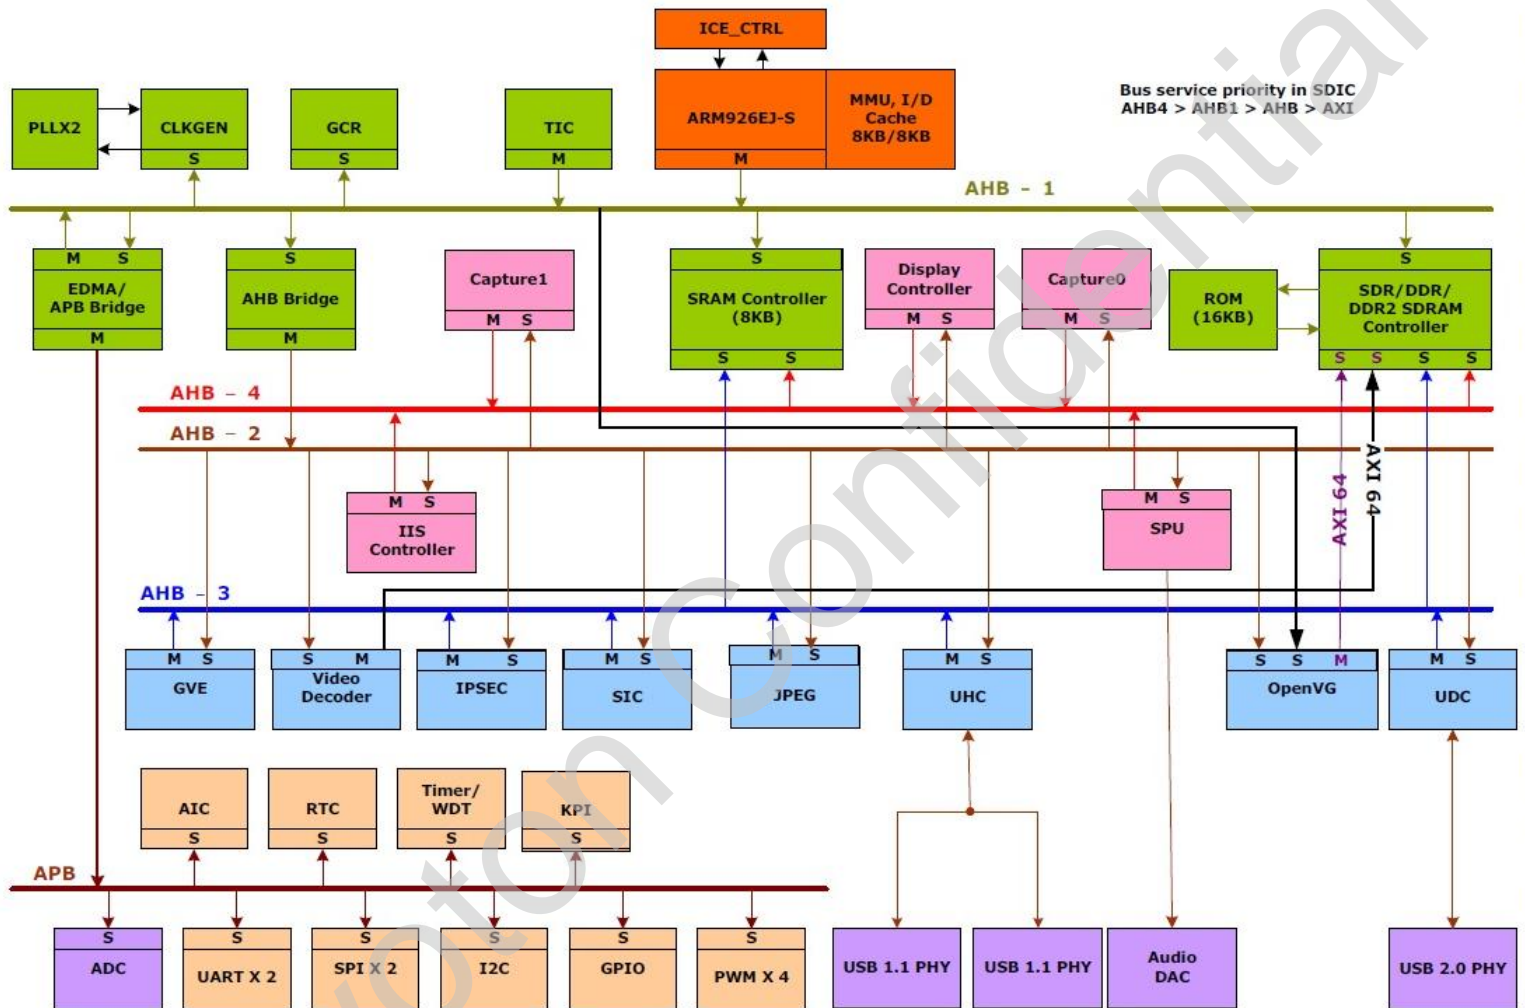 ICE_CTRL
PLLX2
CLKGEN
S
GCR
S
TIC
M
ARM926EJ-S
M
MMU, I/D
Cache
8KB/8KB
Bus service priority in SDIC
AHB4 > AHB1 > AHB > AXI
AHB - 1
M S
EDMA/
APB Bridge
M
S
AHB Bridge
M
Capture1
M S
S
SRAM Controller
(8KB)
S S
Display
Controller
M S
Capture0
M S
ROM
(16KB)
S
SDR/DDR/
DDR2 SDRAM
Controller
S S S S
AHB - 4
AHB - 2
M S
IIS
Controller
M S
SPU
AXI 64
AXI 64
AHB - 3
M S
GVE
S M
Video
Decoder
M S
IPSEC
M S
SIC
M S
JPEG
M S
UHC
S S M
OpenVG
M S
UDC
AIC
S
RTC
S
Timer/
WDT
S
KPI
S
APB
S
ADC
S
UART X 2
S
SPI X 2
S
I2C
S
GPIO
S
PWM X 4
USB 1.1 PHY
USB 1.1 PHY
Audio
DAC
USB 2.0 PHY
oton Confidential